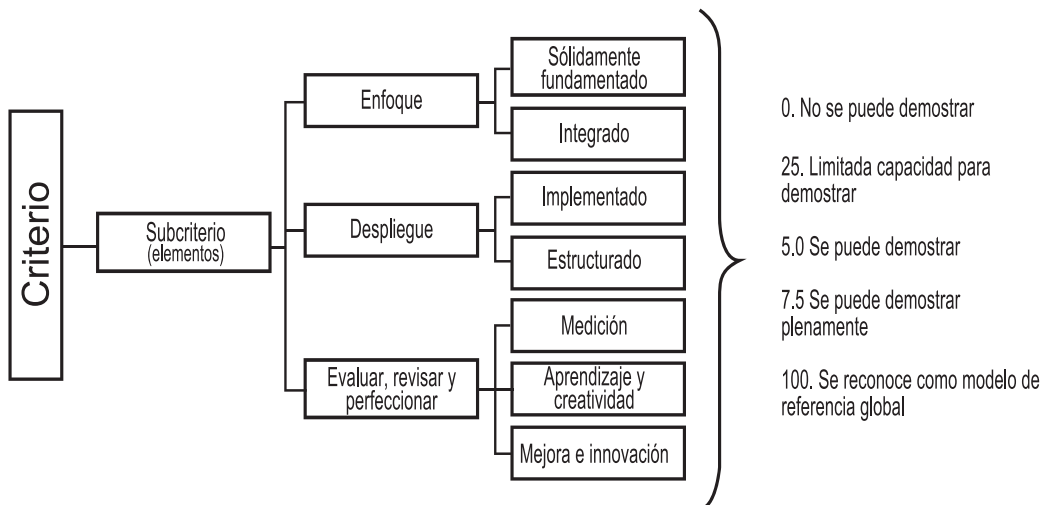 Criterio
Subcriterio
(elementos)
Enfoque
Sólidamente
fundamentado
Integrado
Despliegue
Implementado
Estructurado
Evaluar, revisar y
perfeccionar
Medición
Aprendizaje y
creatividad
Mejora e innovación
0. No se puede demostrar
25. Limitada capacidad para
demostrar
5.0 Se puede demostrar
7.5 Se puede demostrar
plenamente
100. Se reconoce como modelo de
referencia global